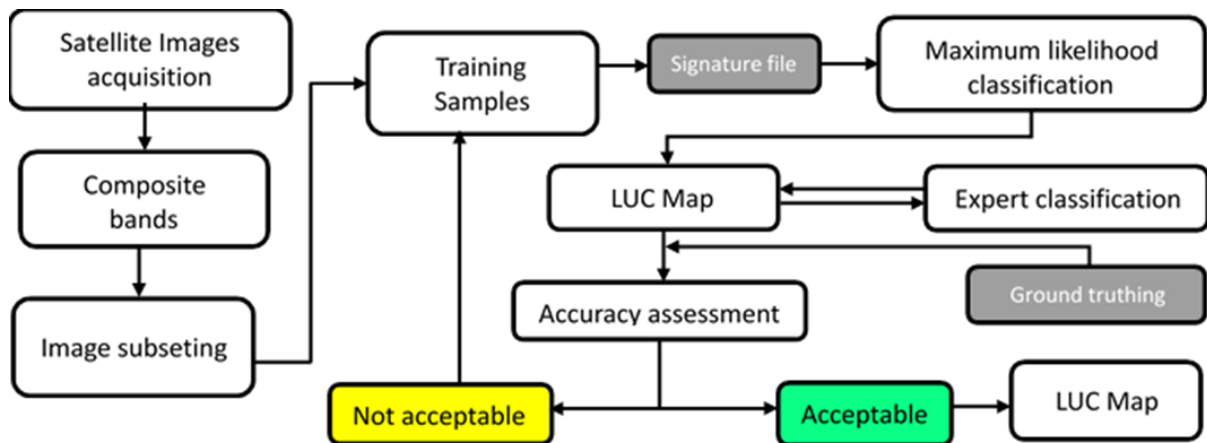 Satellite Images
acquisition
Composite
bands
Image subseting
Training
Samples
Signature file
Maximum likelihood
classification
LUC Map
Expert classification
Ground truthing
Accuracy assessment
Not acceptable
Acceptable
LUC Map